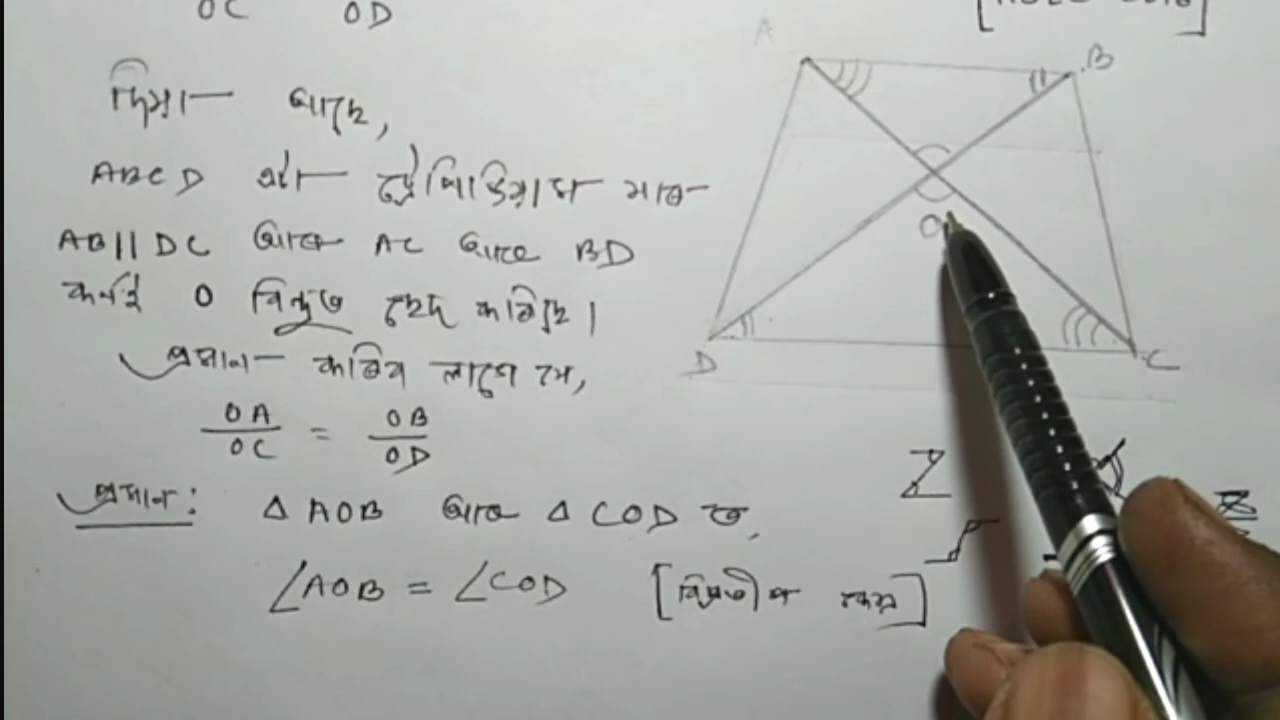 OC OD
দিয়া আছে,
ABCD এটা ট্ৰেপিজিয়াম যাৰ
AB || DC আৰু AC আৰু BD
কৰ্ণই O বিন্দুত ছেদ কৰিছে।
প্ৰমাণ কৰিব লাগে যে,
OA/OC = OB/OD
প্ৰমাণ: Δ AOB আৰু Δ COD ত,
∠AOB = ∠COD [বিপ্ৰতীপ কোণ]
A
B
O
D
C